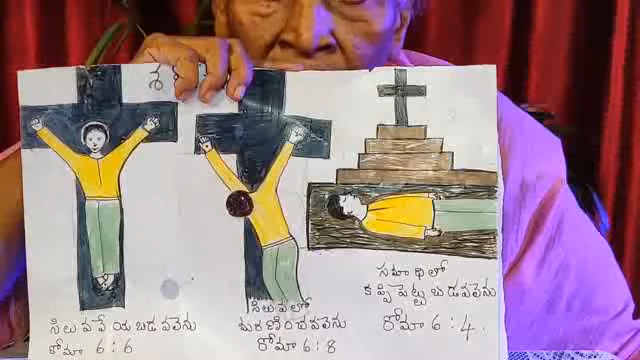 సిలువవేయబడవలెను
రోమా 6:6
సిలువలో
మరణించవలెను
రోమా 6:8
సమాధిలో
కప్పిపెట్టబడవలెను
రోమా 6:4.